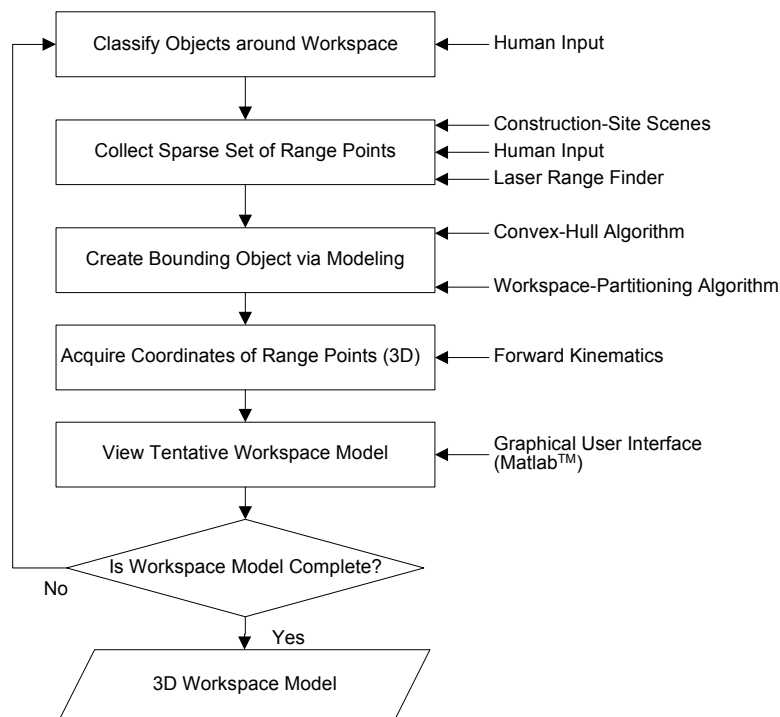 Classify Objects around Workspace
Human Input
Construction-Site Scenes
Collect Sparse Set of Range Points
Human Input
Laser Range Finder
Convex-Hull Algorithm
Create Bounding Object via Modeling
Workspace-Partitioning Algorithm
Acquire Coordinates of Range Points (3D)
Forward Kinematics
View Tentative Workspace Model
Graphical User Interface
(Matlab™)
Is Workspace Model Complete?
No
Yes
3D Workspace Model